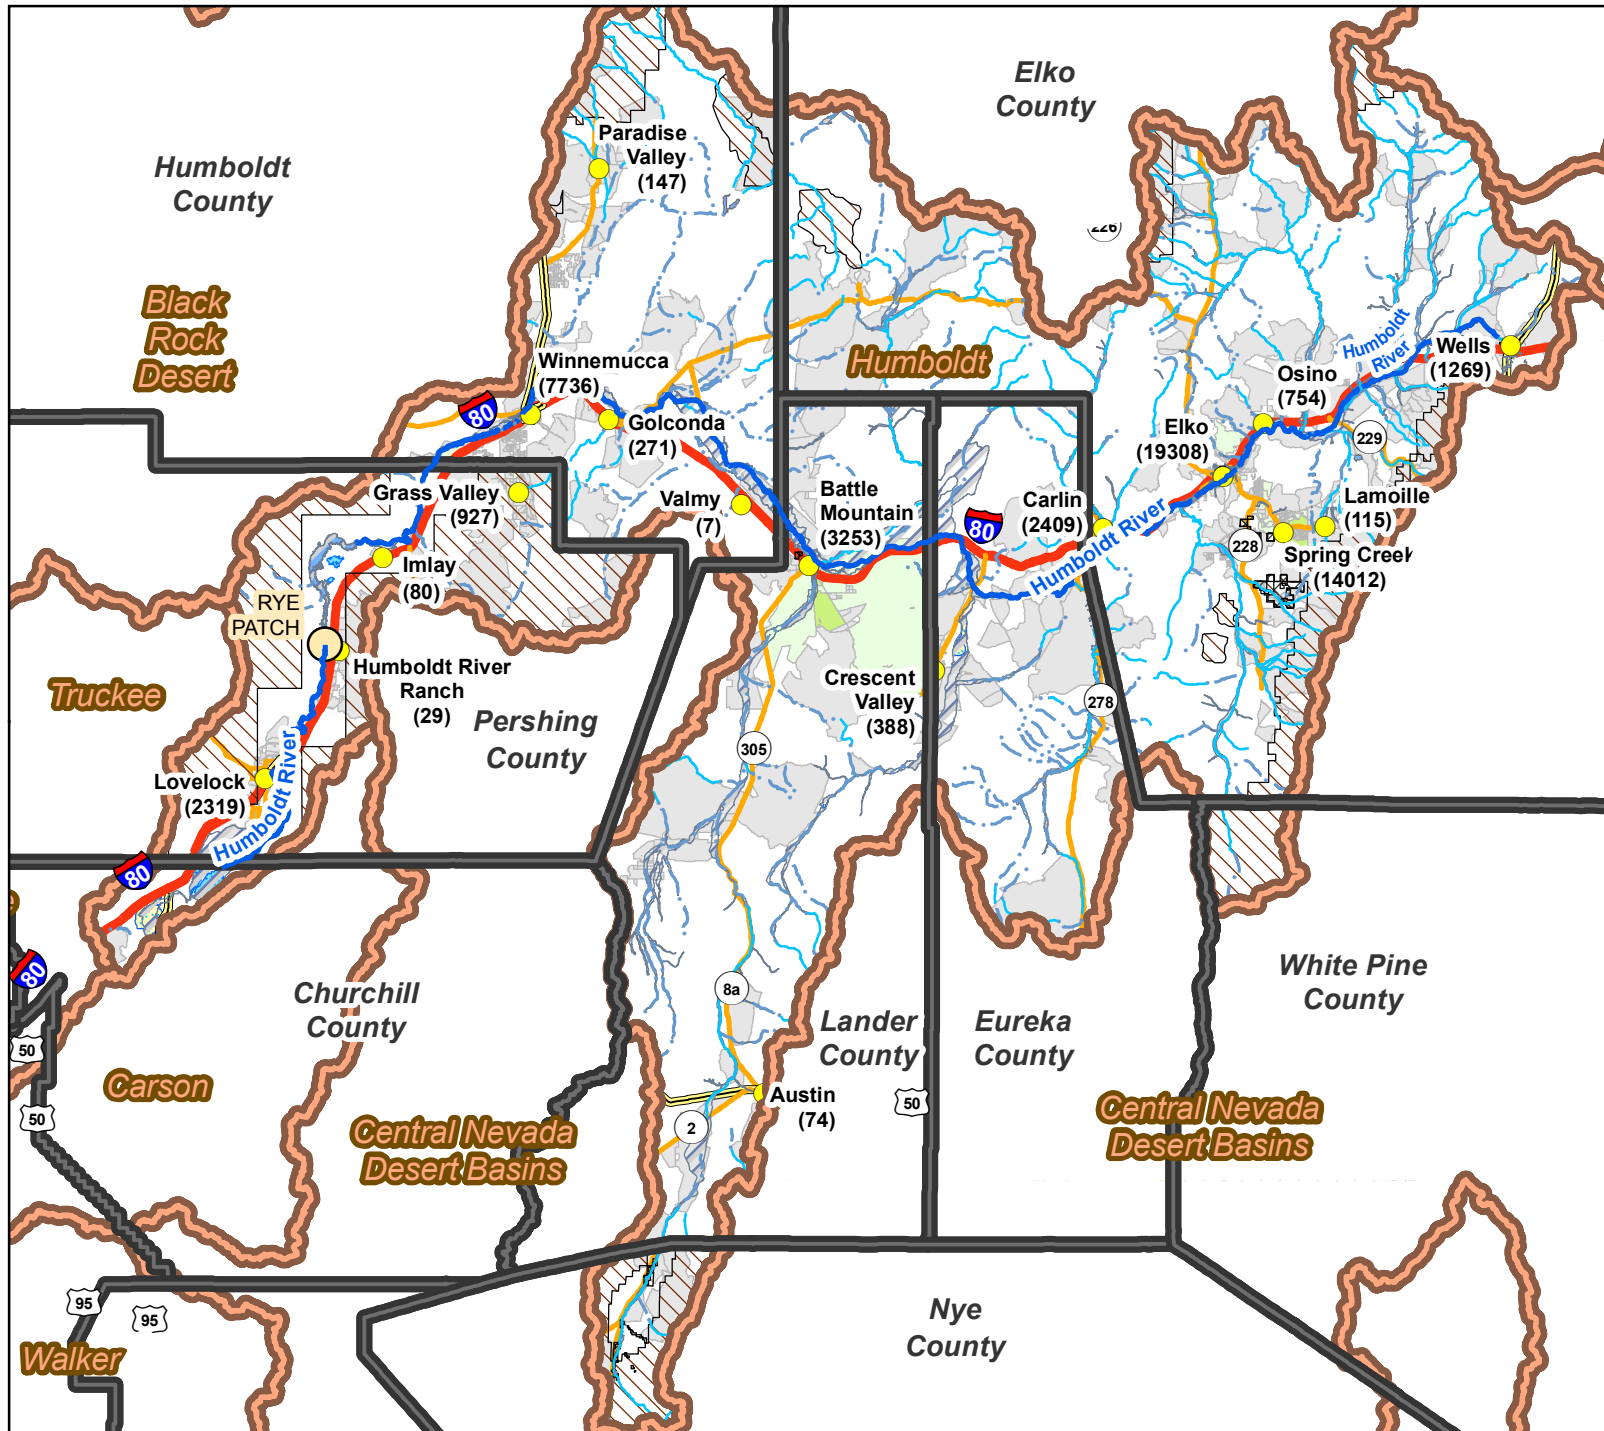 Elko
County
Humboldt
County
Paradise
Valley
(147)
226
Black
Rock
Desert
Humboldt
River
Winnemucca
(7736)
Humboldt
Wells
(1269)
Osino
(754)
80
Golconda
(271)
Elko
(19308)
229
Grass Valley
(927)
Valmy
(7)
Battle
Mountain
(3253)
80
Carlin
(2409)
Lamoille
(115)
Humboldt River
228
Spring Creek
(14012)
Imlay
(80)
RYE
PATCH
Humboldt River
Ranch
(29)
Truckee
Crescent
Valley
(388)
278
Pershing
County
305
Lovelock
(2319)
Humboldt River
80
80
Churchill
County
8a
Lander
County
Eureka
County
White Pine
County
50
Carson
50
Austin
(74)
50
2
Central Nevada
Desert Basins
Central Nevada
Desert Basins
95
95
Nye
County
Walker